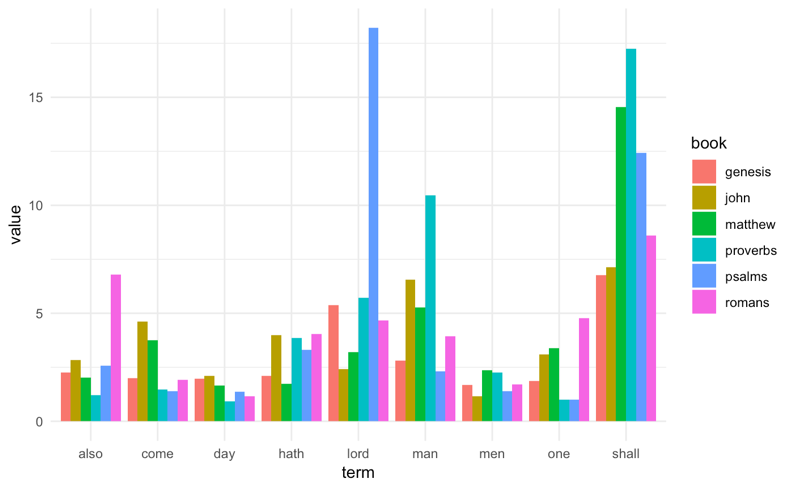 value
15
10
5
0
also come day hath lord man men one shall
term
book
genesis
john
matthew
proverbs
psalms
romans